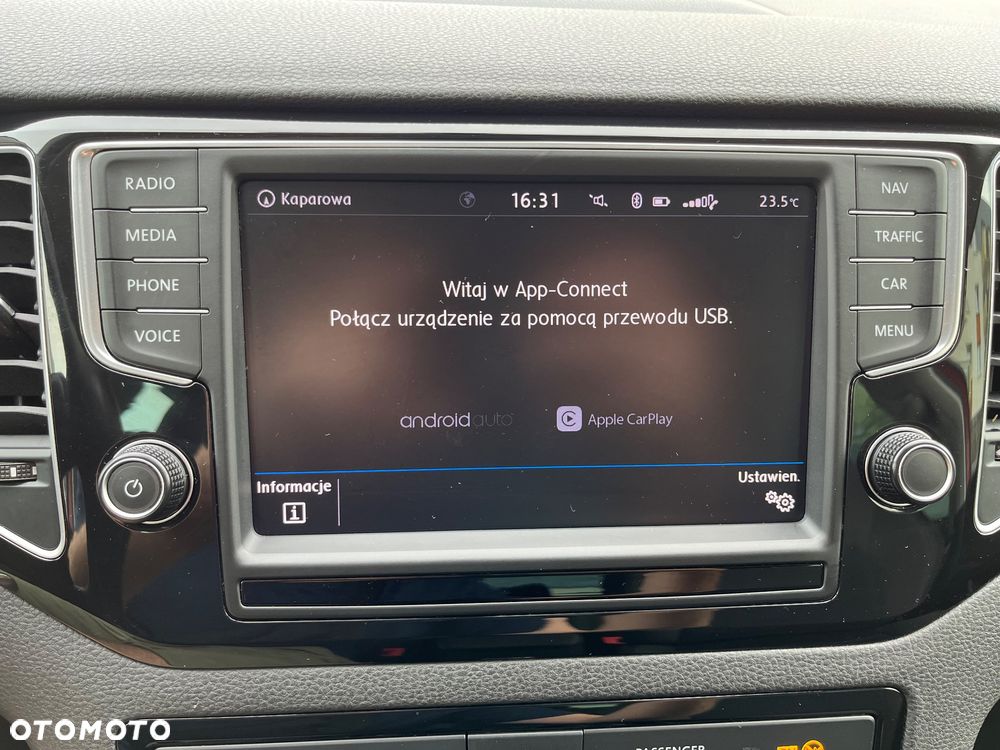 RADIO
MEDIA
PHONE
VOICE
Kaparowa 16:31 23.5°C
Witaj w App-Connect
Połącz urządzenie za pomocą przewodu USB.
androidauto Apple CarPlay
Informacje
Ustawien.
NAV
TRAFFIC
CAR
MENU
PASSENGER
OTOMOTO